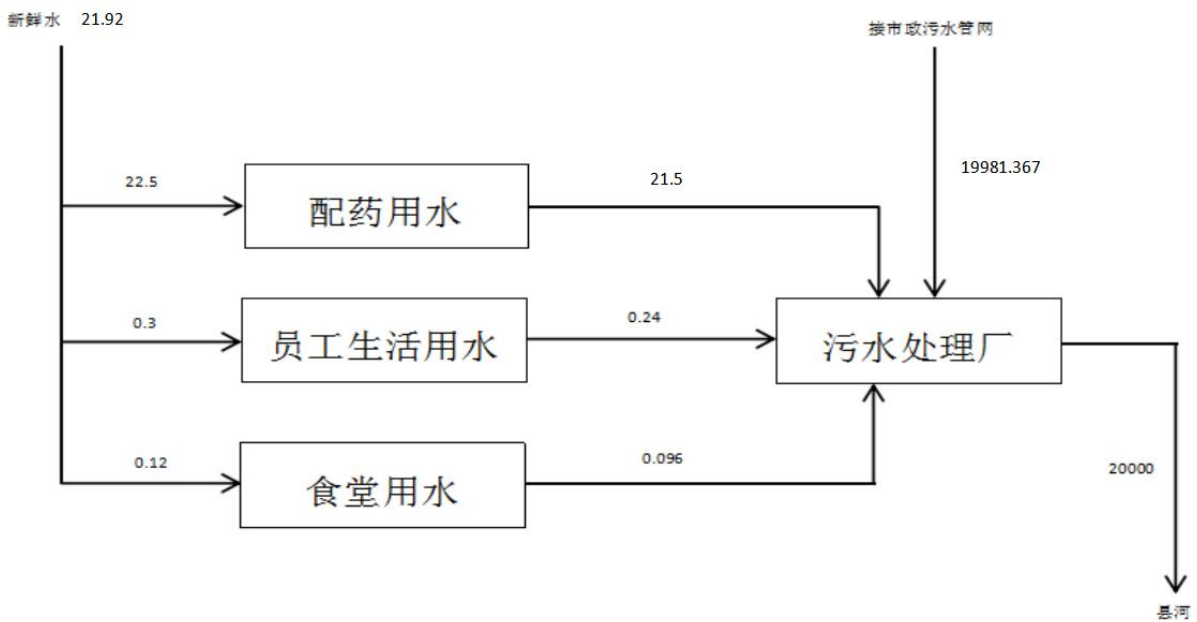 新鲜水 21.92
接市政污水管网
22.5
配药用水
21.5
19981.367
0.3
员工生活用水
0.24
污水处理厂
0.12
食堂用水
0.096
20000
县河